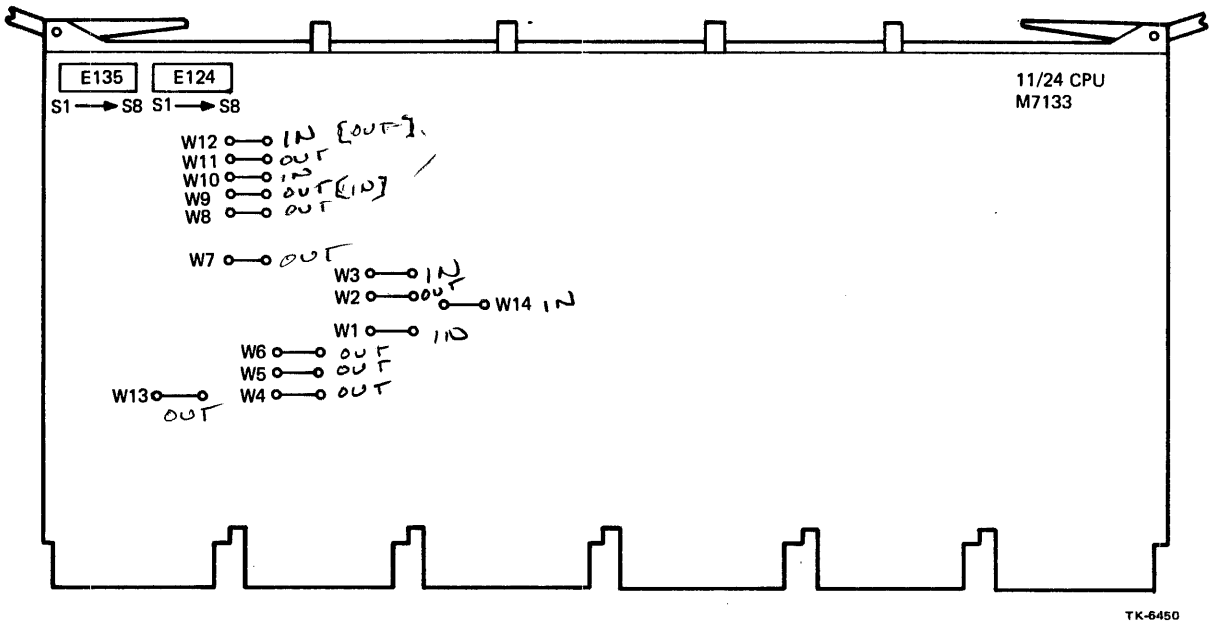 E135 E124
S1 → S8 S1 → S8
11/24 CPU
M7133
W12 IN [OUT].
W11 OUT
W10 IN
W9 OUT [IN]
W8 OUT
W7 OUT
W3 IN
W2 OUT
W14 IN
W1 IN
W6 OUT
W5 OUT
W4 OUT
W13
OUT
TK-6450